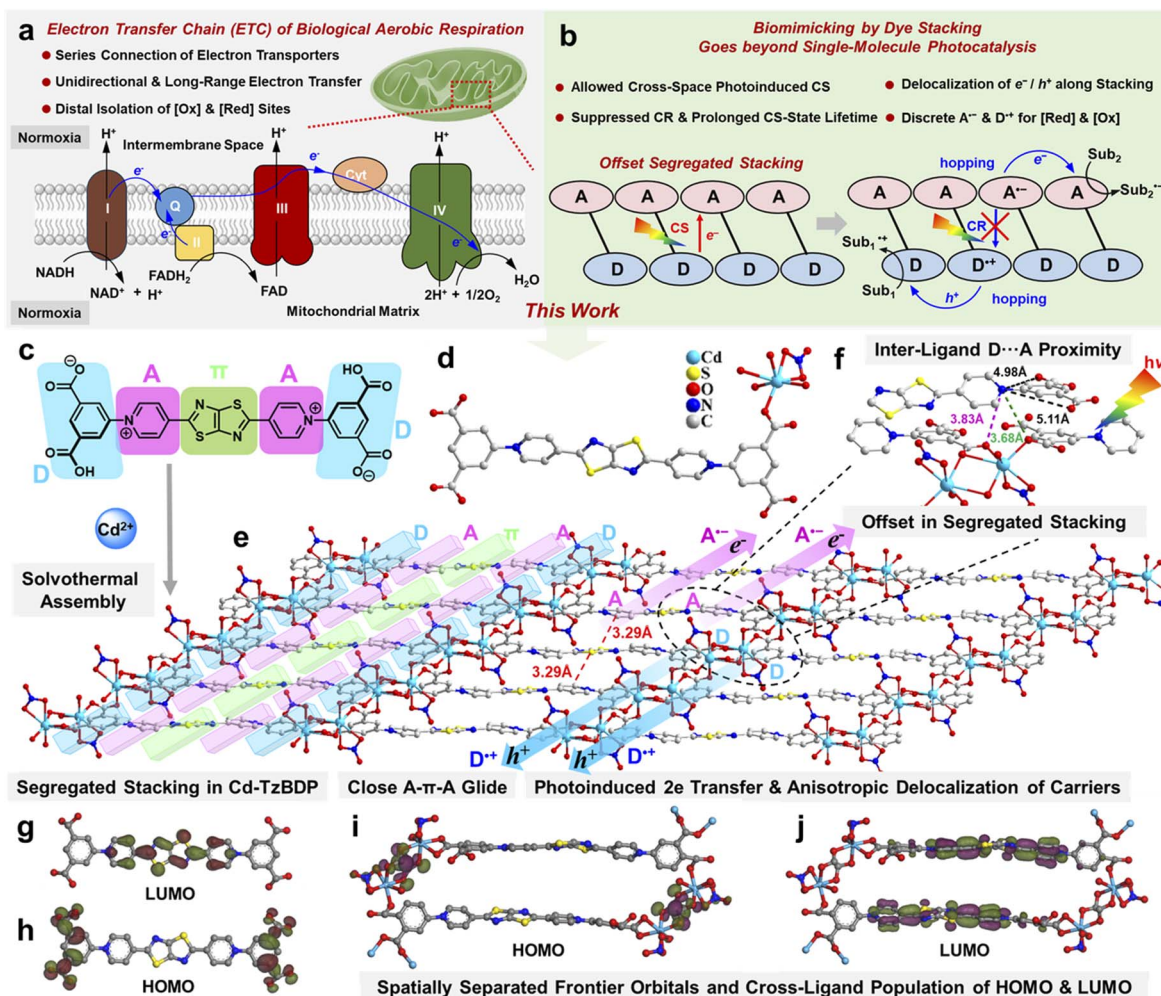 a
Electron Transfer Chain (ETC) of Biological Aerobic Respiration
Series Connection of Electron Transporters
Unidirectional & Long-Range Electron Transfer
Distal Isolation of [Ox] & [Red] Sites
Normoxia
H⁺
Intermembrane Space
H⁺
H⁺
e⁻
e⁻
Cyt
I
Q
III
IV
e⁻
II
e⁻
NADH
FADH₂
H₂O
NAD⁺ + H⁺
FAD
2H⁺ + 1/2O₂
Normoxia
Mitochondrial Matrix
b
Biomimicking by Dye Stacking
Goes beyond Single-Molecule Photocatalysis
Allowed Cross-Space Photoinduced CS
Delocalization of e⁻ / h⁺ along Stacking
Suppressed CR & Prolonged CS-State Lifetime
Discrete A•⁻ & D•⁺ for [Red] & [Ox]
Offset Segregated Stacking
hopping
e⁻
Sub₂
A A A A
A A A•⁻ A
Sub₂•⁻
CS
e⁻
CR
Sub₁•⁺
D D D D
D D•⁺ D D
Sub₁
h⁺
hopping
This Work
c
A π A
O⊖
HO
O
O
N
S
N
N⊕
N⊕
N
S
O
O
OH
O⊖
D
D
Cd²⁺
Solvothermal
Assembly
d
Cd
S
O
N
C
f
Inter-Ligand D···A Proximity
hν
4.98Å
5.11Å
3.83Å
3.68Å
Offset in Segregated Stacking
e
D A π A D
A•⁻
e⁻
A•⁻
e⁻
A
A
3.29Å
D
3.29Å
D
D•⁺
h⁺
h⁺
D•⁺
Segregated Stacking in Cd-TzBDP
Close A-π-A Glide
Photoinduced 2e Transfer & Anisotropic Delocalization of Carriers
g
LUMO
h
HOMO
i
HOMO
j
LUMO
Spatially Separated Frontier Orbitals and Cross-Ligand Population of HOMO & LUMO